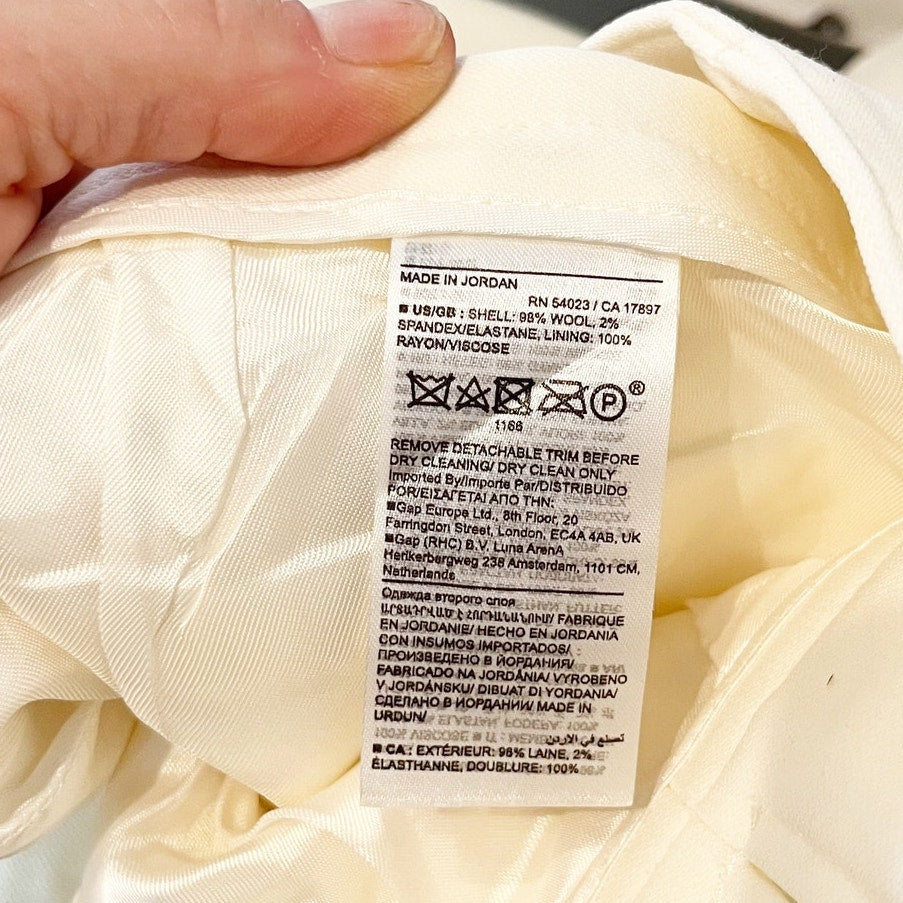 MADE IN JORDAN
RN 54023 / CA 17897
US/GB : SHELL: 98% WOOL, 2%
SPANDEX/ELASTANE, LINING: 100%
RAYON/VISCOSE
P ®
1166
REMOVE DETACHABLE TRIM BEFORE
DRY CLEANING/ DRY CLEAN ONLY
Imported By/Importe Par/DISTRIBUIDO
POR/ΕΙΣΑΓΕΤΑΙ ΑΠΟ ΤΗΝ:
Gap Europe Ltd., 8th Floor, 20
Farringdon Street, London, EC4A 4AB, UK
Gap (RHC) B.V. Luna ArenA
Herikerbergweg 238 Amsterdam, 1101 CM,
Netherlands
Одежда второго слоя
ԱՐՏԱԴՐՎԱԾ Է ՀՈՐԴԱՆԱՆՈՒՄ/ FABRIQUE
EN JORDANIE/ HECHO EN JORDANIA
CON INSUMOS IMPORTADOS/
ПРОИЗВЕДЕНО В ЙОРДАНИЯ/
FABRICADO NA JORDÂNIA/ VYROBENO
V JORDÁNSKU/ DIBUAT DI YORDANIA/
СДЕЛАНО В ИОРДАНИИ/ MADE IN
URDUN/
تصنع في الاردن
CA : EXTÉRIEUR: 98% LAINE, 2%
ÉLASTHANNE, DOUBLURE: 100%